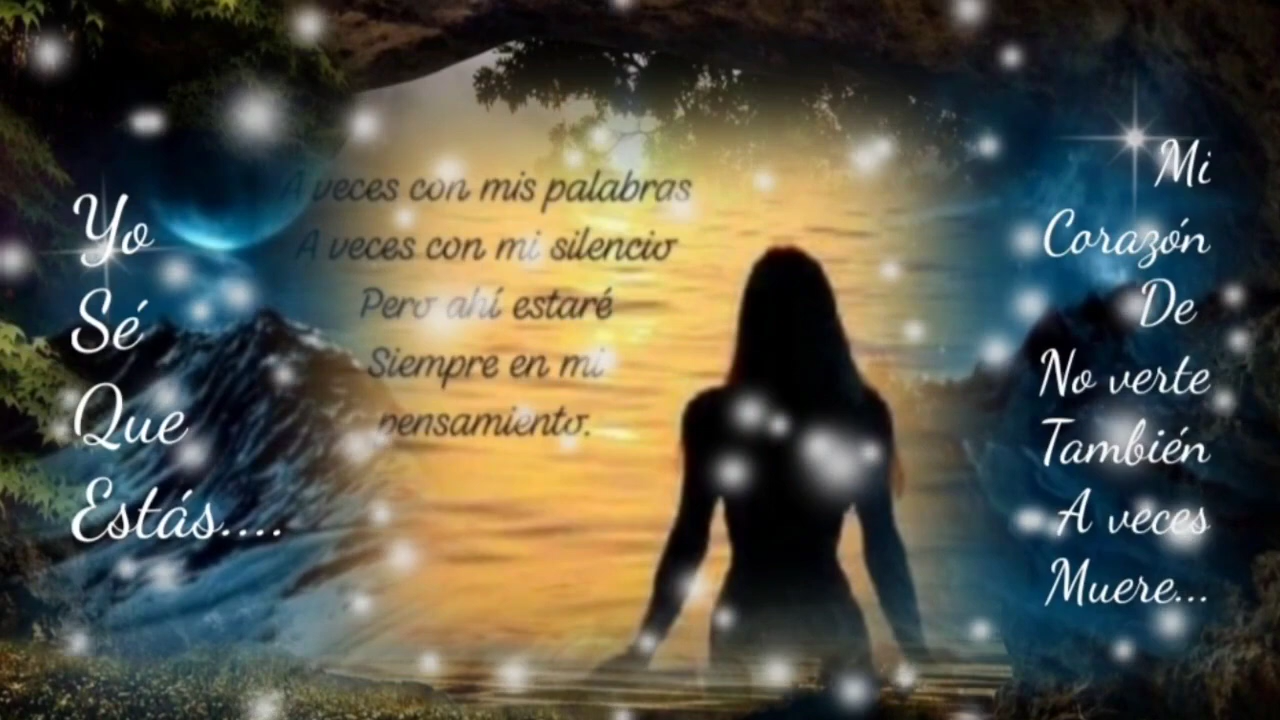 Yo
Sé
Que
Estás....
A veces con mis palabras
A veces con mi silencio
Pero ahí estaré
Siempre en mi
pensamiento.
Mi
Corazón
De
No verte
También
A veces
Muere...